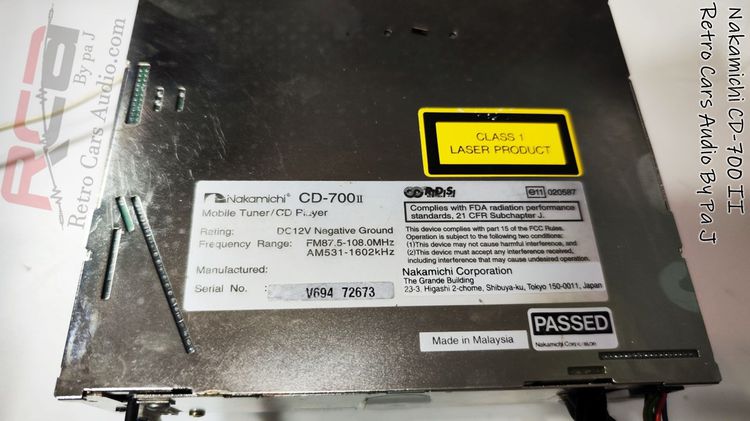 RCA
By pa J
Retro Cars Audio.com
Nakamichi CD-700 II
Retro Cars Audio By Pa J
CLASS 1
LASER PRODUCT
Nakamichi® CD-700II
Mobile Tuner/CD Player
Rating: DC12V Negative Ground
Frequency Range: FM87.5-108.0MHz
AM531-1602kHz
Manufactured:
Serial No. : V694 72673
RDS
e11 020587
Complies with FDA radiation performance
standards, 21 CFR Subchapter J.
This device complies with part 15 of the FCC Rules.
Operation is subject to the following two conditions:
(1)This device may not cause harmful interference, and
(2)This device must accept any interference received,
including interference that may cause undesired operation.
Nakamichi Corporation
The Grande Building
23-3. Higashi 2-chome, Shibuya-ku, Tokyo 150-0011, Japan
Made in Malaysia
PASSED
Nakamichi